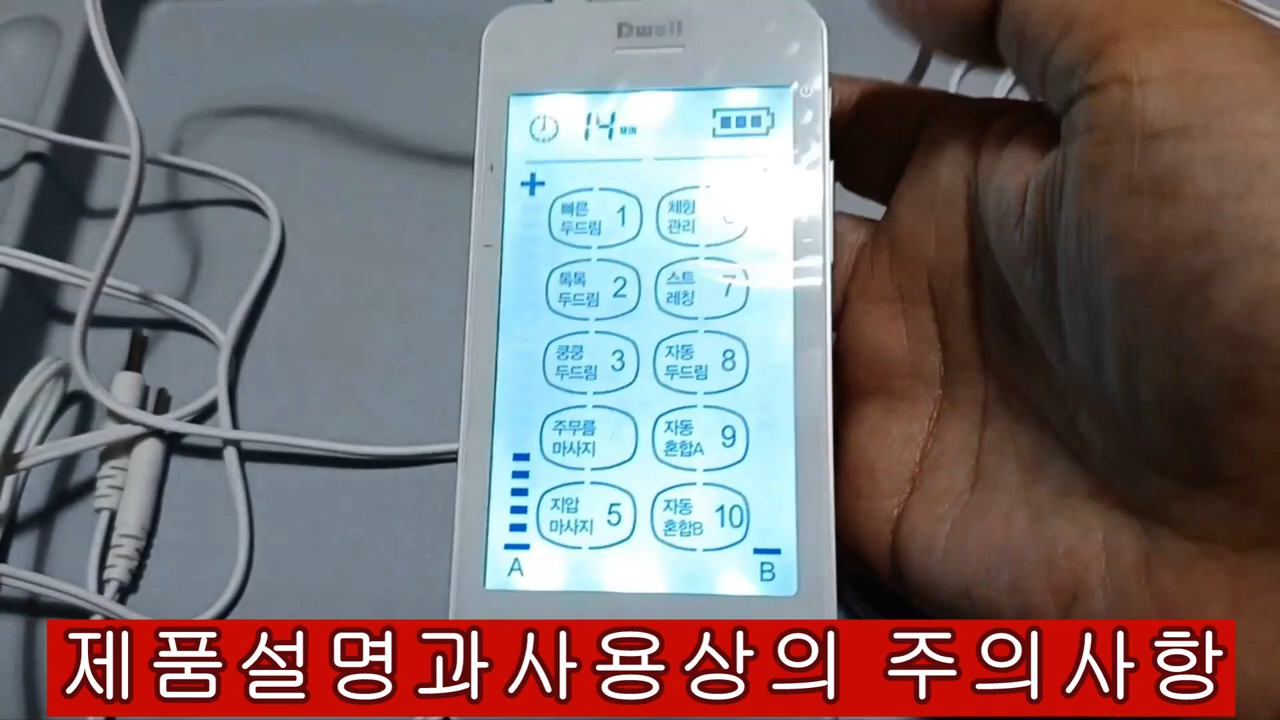 Dwell
14 MIN
+
빠른
두드림 1
체형
관리
톡톡
두드림 2
스트
레칭 7
쿵쿵
두드림 3
자동
두드림 8
주무름
마사지
자동
혼합A 9
지압
마사지 5
자동
혼합B 10
A
B
제품설명과사용상의 주의사항